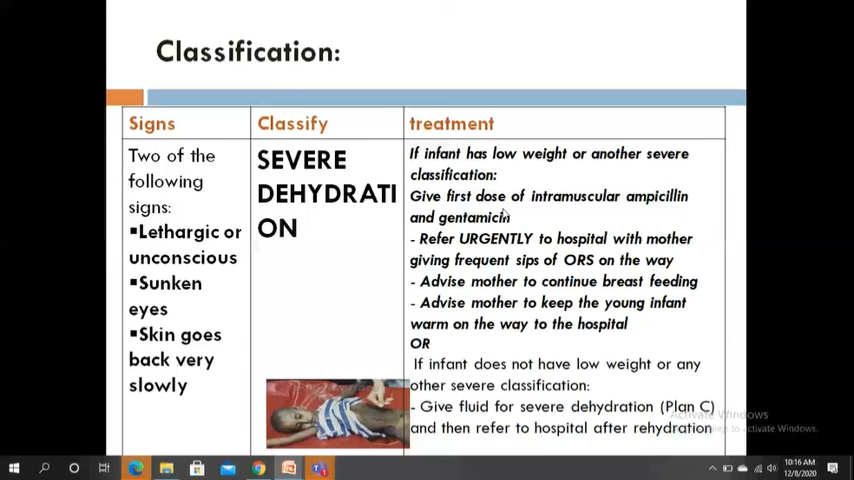 Classification:
Signs
Classify
treatment
Two of the
following
signs:
▪Lethargic or
unconscious
▪Sunken
eyes
▪Skin goes
back very
slowly
SEVERE
DEHYDRATI
ON
If infant has low weight or another severe
classification:
Give first dose of intramuscular ampicillin
and gentamicin
- Refer URGENTLY to hospital with mother
giving frequent sips of ORS on the way
- Advise mother to continue breast feeding
- Advise mother to keep the young infant
warm on the way to the hospital
OR
If infant does not have low weight or any
other severe classification:
- Give fluid for severe dehydration (Plan C)
and then refer to hospital after rehydration
Activate Windows
to activate Windows.
10:16 AM
12/8/2020